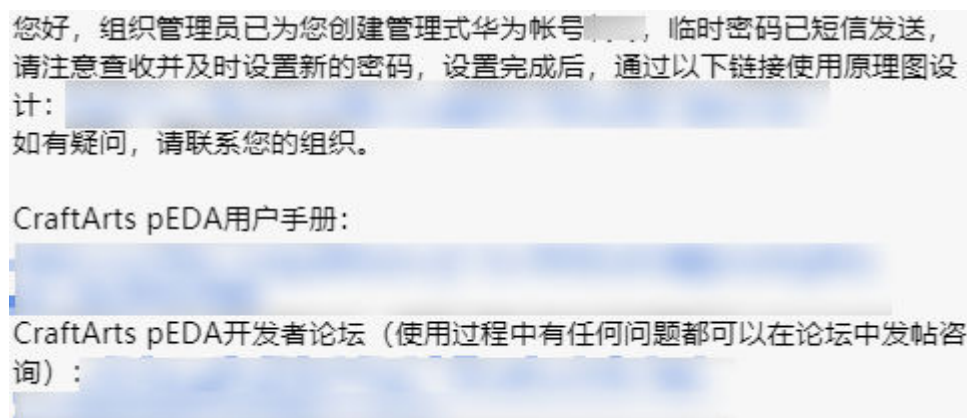 您好，组织管理员已为您创建管理式华为帐号，临时密码已短信发送，
请注意查收并及时设置新的密码，设置完成后，通过以下链接使用原理图设
计：
如有疑问，请联系您的组织。
CraftArts pEDA用户手册：
CraftArts pEDA开发者论坛（使用过程中有任何问题都可以在论坛中发帖咨
询）：